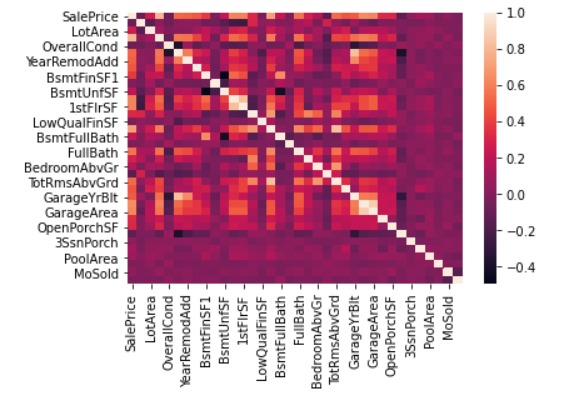 SalePrice
LotArea
OverallCond
YearRemodAdd
BsmtFinSF1
BsmtUnfSF
1stFlrSF
LowQualFinSF
BsmtFullBath
FullBath
BedroomAbvGr
TotRmsAbvGrd
GarageYrBlt
GarageArea
OpenPorchSF
3SsnPorch
PoolArea
MoSold
1.0
0.8
0.6
0.4
0.2
0.0
−0.2
−0.4
SalePrice
LotArea
OverallCond
YearRemodAdd
BsmtFinSF1
BsmtUnfSF
1stFlrSF
LowQualFinSF
BsmtFullBath
FullBath
BedroomAbvGr
TotRmsAbvGrd
GarageYrBlt
GarageArea
OpenPorchSF
3SsnPorch
PoolArea
MoSold